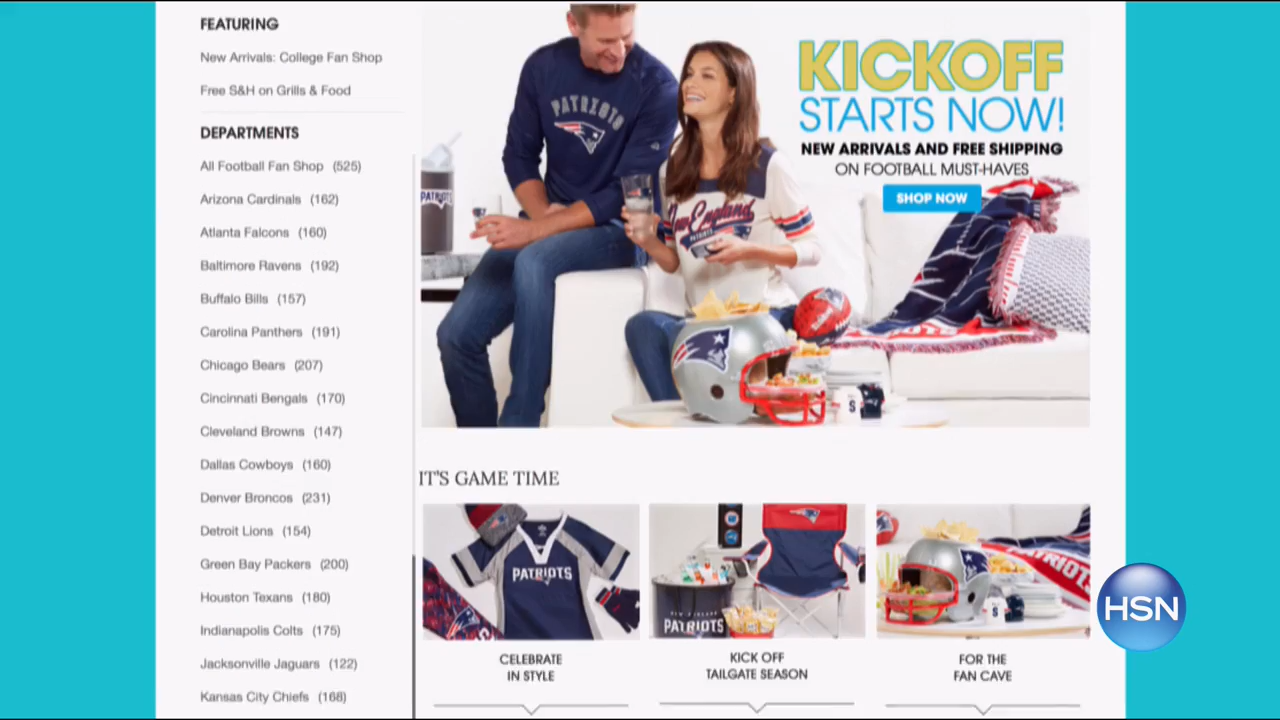 FEATURING
New Arrivals: College Fan Shop
Free S&H on Grills & Food
DEPARTMENTS
All Football Fan Shop (525)
Arizona Cardinals (162)
Atlanta Falcons (160)
Baltimore Ravens (192)
Buffalo Bills (157)
Carolina Panthers (191)
Chicago Bears (207)
Cincinnati Bengals (170)
Cleveland Browns (147)
Dallas Cowboys (160)
Denver Broncos (231)
Detroit Lions (154)
Green Bay Packers (200)
Houston Texans (180)
Indianapolis Colts (175)
Jacksonville Jaguars (122)
Kansas City Chiefs (168)
KICKOFF
STARTS NOW!
NEW ARRIVALS AND FREE SHIPPING
ON FOOTBALL MUST-HAVES
SHOP NOW
PATRIOTS
PATRIOTS
New England
PATRIOTS
S
IT'S GAME TIME
PATRIOTS
NEW ENGLAND
PATRIOTS
PATRIOTS
S
CELEBRATE
IN STYLE
KICK OFF
TAILGATE SEASON
FOR THE
FAN CAVE
HSN